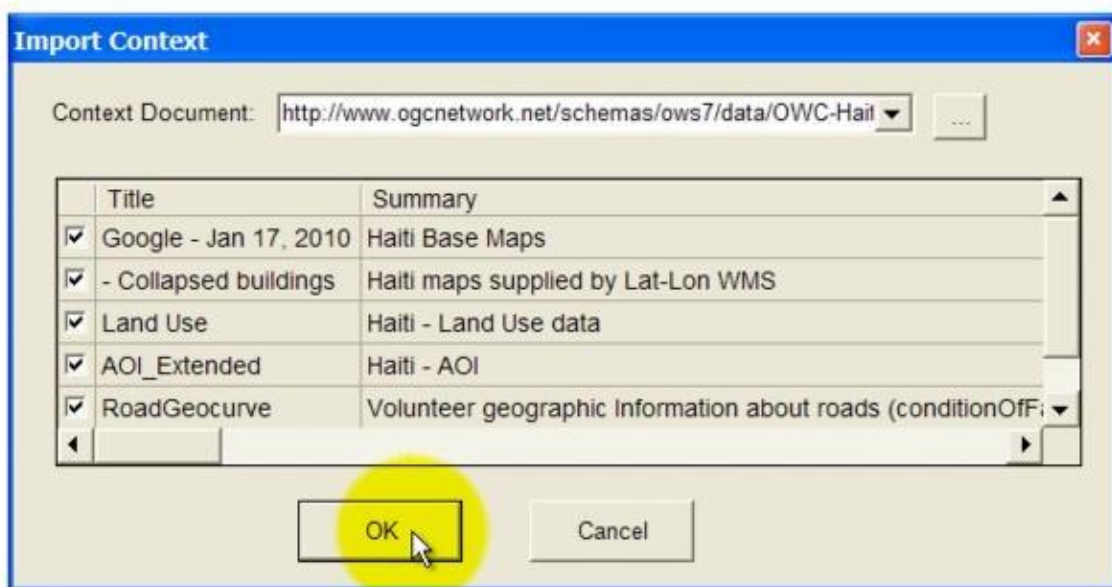 Import Context
Context Document: http://www.ogcnetwork.net/schemas/ows7/data/OWC-Hait
...
Title Summary
Google - Jan 17, 2010 Haiti Base Maps
- Collapsed buildings Haiti maps supplied by Lat-Lon WMS
Land Use Haiti - Land Use data
AOI_Extended Haiti - AOI
RoadGeocurve Volunteer geographic Information about roads (conditionOfFa
OK Cancel